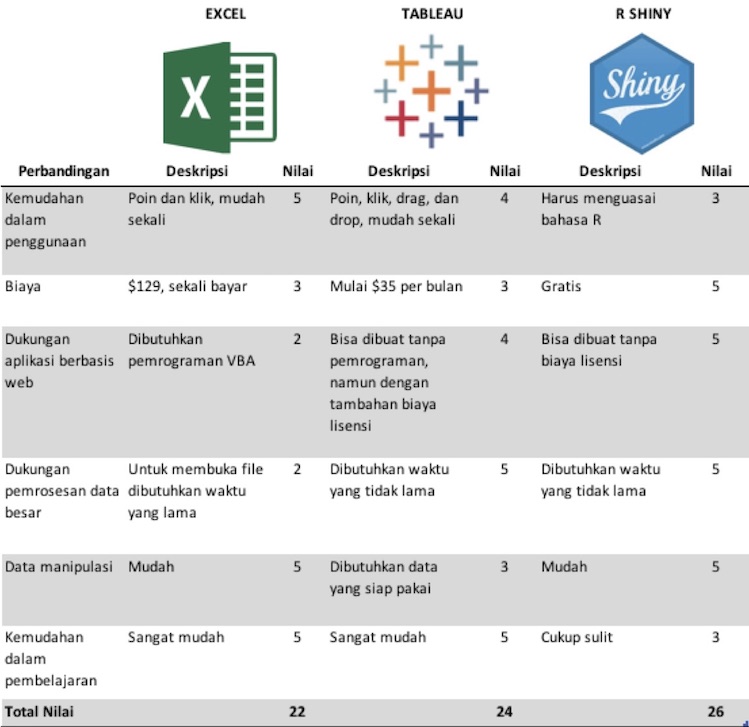 EXCEL TABLEAU R SHINY
X Shiny
Perbandingan Deskripsi Nilai Deskripsi Nilai Deskripsi Nilai
Kemudahan Poin dan klik, mudah 5 Poin, klik, drag, dan 4 Harus menguasai 3
dalam sekali drop, mudah sekali bahasa R
penggunaan
Biaya $129, sekali bayar 3 Mulai $35 per bulan 3 Gratis 5
Dukungan Dibutuhkan 2 Bisa dibuat tanpa 4 Bisa dibuat tanpa 5
aplikasi berbasis pemrograman VBA pemrograman, biaya lisensi
web namun dengan
tambahan biaya
lisensi
Dukungan Untuk membuka file 2 Dibutuhkan waktu 5 Dibutuhkan waktu 5
pemrosesan data dibutuhkan waktu yang tidak lama yang tidak lama
besar yang lama
Data manipulasi Mudah 5 Dibutuhkan data 3 Mudah 5
yang siap pakai
Kemudahan Sangat mudah 5 Sangat mudah 5 Cukup sulit 3
dalam
pembelajaran
Total Nilai 22 24 26